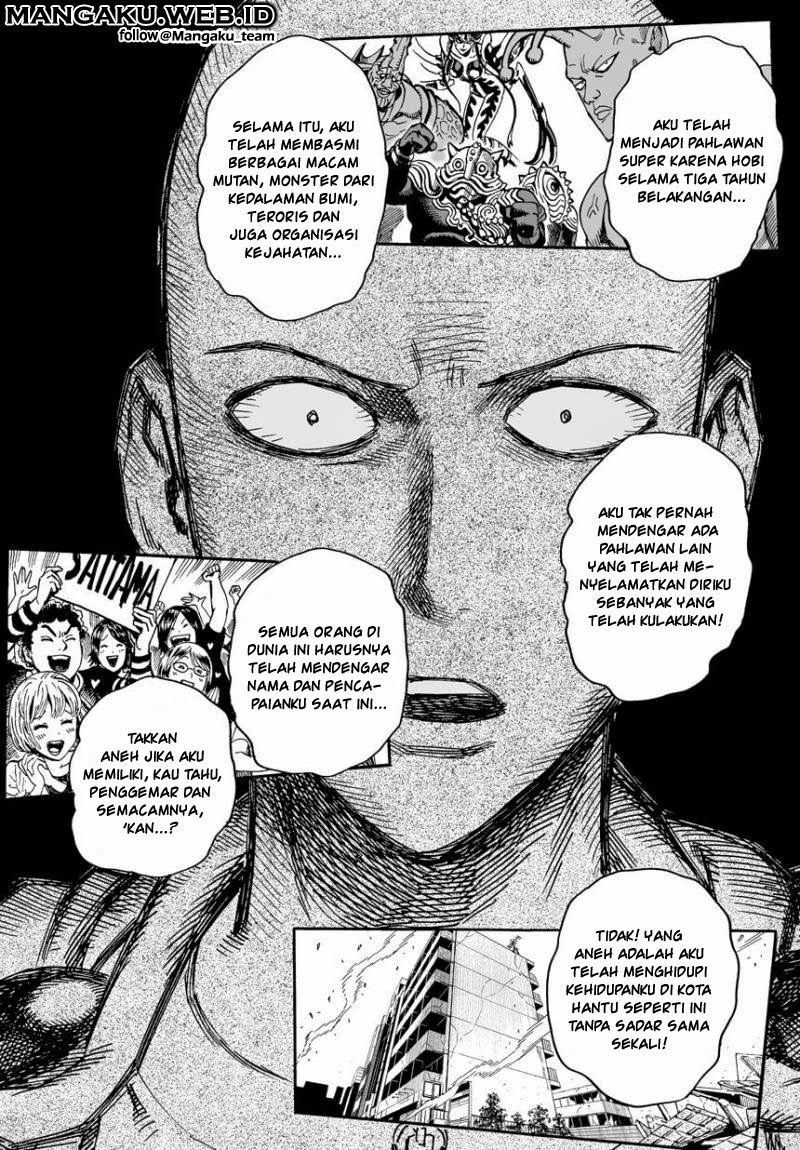 MANGAKU.WEB.ID
follow@Mangaku_team
AKU TELAH
MENJADI PAHLAWAN
SUPER KARENA HOBI
SELAMA TIGA TAHUN
BELAKANGAN...
SELAMA ITU, AKU
TELAH MEMBASMI
BERBAGAI MACAM
MUTAN, MONSTER DARI
KEDALAMAN BUMI,
TERORIS DAN
JUGA ORGANISASI
KEJAHATAN...
AKU TAK PERNAH
MENDENGAR ADA
PAHLAWAN LAIN
YANG TELAH ME-
NYELAMATKAN DIRIKU
SEBANYAK YANG
TELAH KULAKUKAN!
SAITAMA
SEMUA ORANG DI
DUNIA INI HARUSNYA
TELAH MENDENGAR
NAMA DAN PENCA-
PAIANKU SAAT INI...
TAKKAN
ANEH JIKA AKU
MEMILIKI, KAU TAHU,
PENGGEMAR DAN
SEMACAMNYA,
'KAN...?
TIDAK! YANG
ANEH ADALAH AKU
TELAH MENGHIDUPI
KEHIDUPANKU DI KOTA
HANTU SEPERTI INI
TANPA SADAR SAMA
SEKALI!